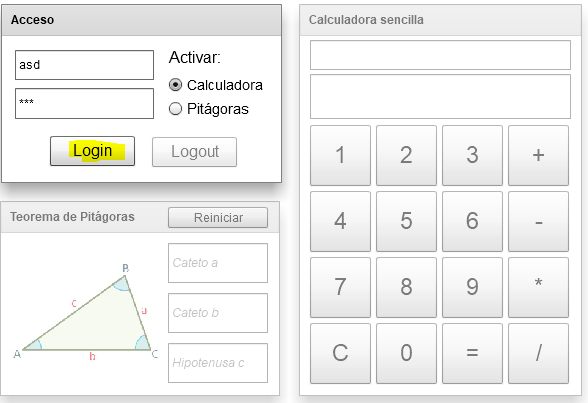 Acceso
asd
***
Activar:
Calculadora
Pitágoras
Login
Logout
Teorema de Pitágoras
Reiniciar
B
c
a
A
b
C
Cateto a
Cateto b
Hipotenusa c
Calculadora sencilla
1 2 3 +
4 5 6 -
7 8 9 *
C 0 = /